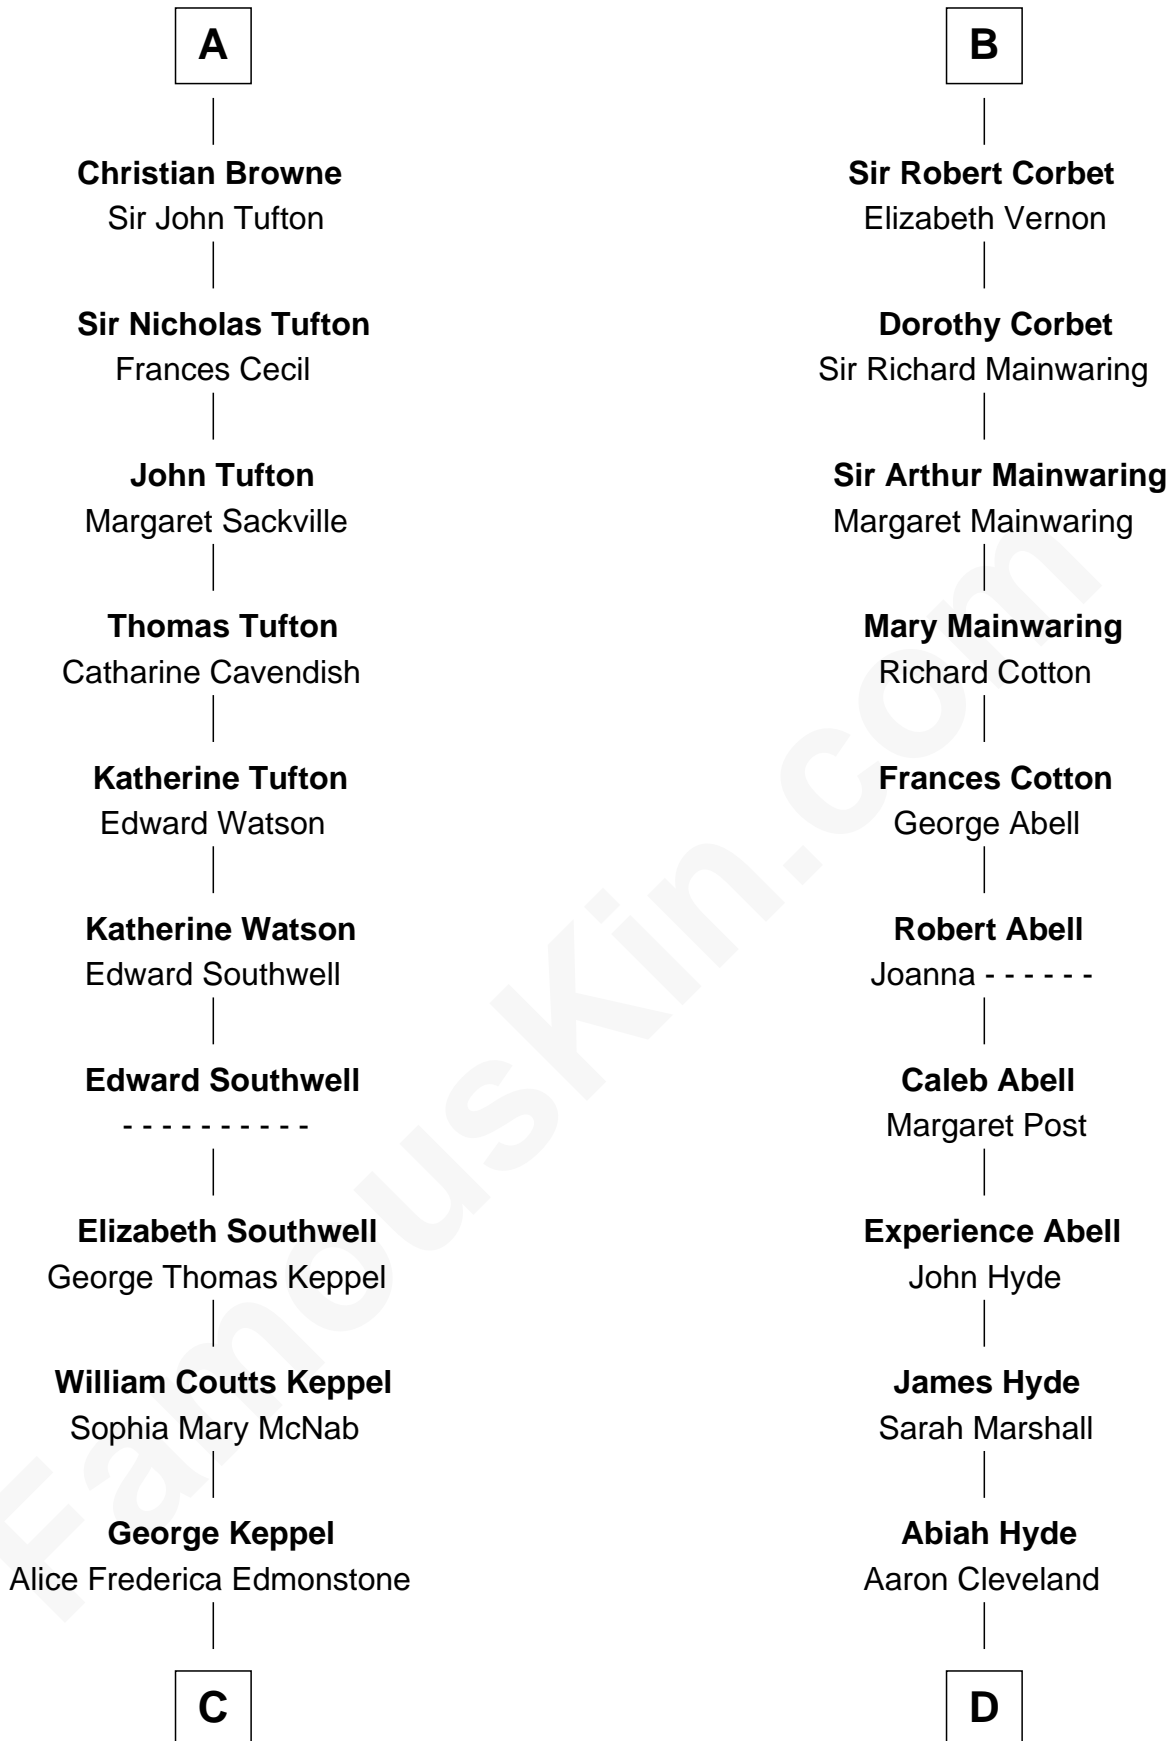 A
Christian Browne
Sir John Tufton
Sir Nicholas Tufton
Frances Cecil
John Tufton
Margaret Sackville
Thomas Tufton
Catharine Cavendish
Katherine Tufton
Edward Watson
Katherine Watson
Edward Southwell
Edward Southwell
- - - - - - - - - -
Elizabeth Southwell
George Thomas Keppel
William Coutts Keppel
Sophia Mary McNab
George Keppel
Alice Frederica Edmonstone
C
B
Sir Robert Corbet
Elizabeth Vernon
Dorothy Corbet
Sir Richard Mainwaring
Sir Arthur Mainwaring
Margaret Mainwaring
Mary Mainwaring
Richard Cotton
Frances Cotton
George Abell
Robert Abell
Joanna - - - - - -
Caleb Abell
Margaret Post
Experience Abell
John Hyde
James Hyde
Sarah Marshall
Abiah Hyde
Aaron Cleveland
D
FamousKin.com